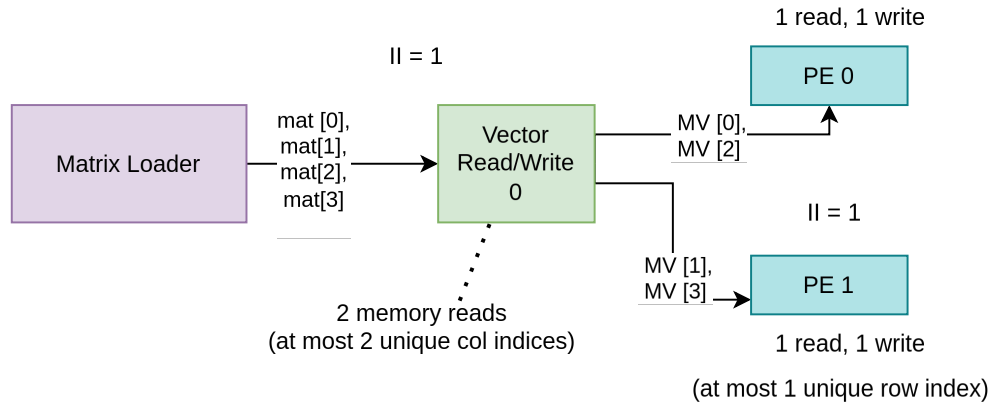 1 read, 1 write
II = 1
PE 0
Matrix Loader
mat [0],
mat[1],
mat[2],
mat[3]
Vector
Read/Write
0
MV [0],
MV [2]
II = 1
MV [1],
MV [3]
PE 1
2 memory reads
(at most 2 unique col indices)
1 read, 1 write
(at most 1 unique row index)